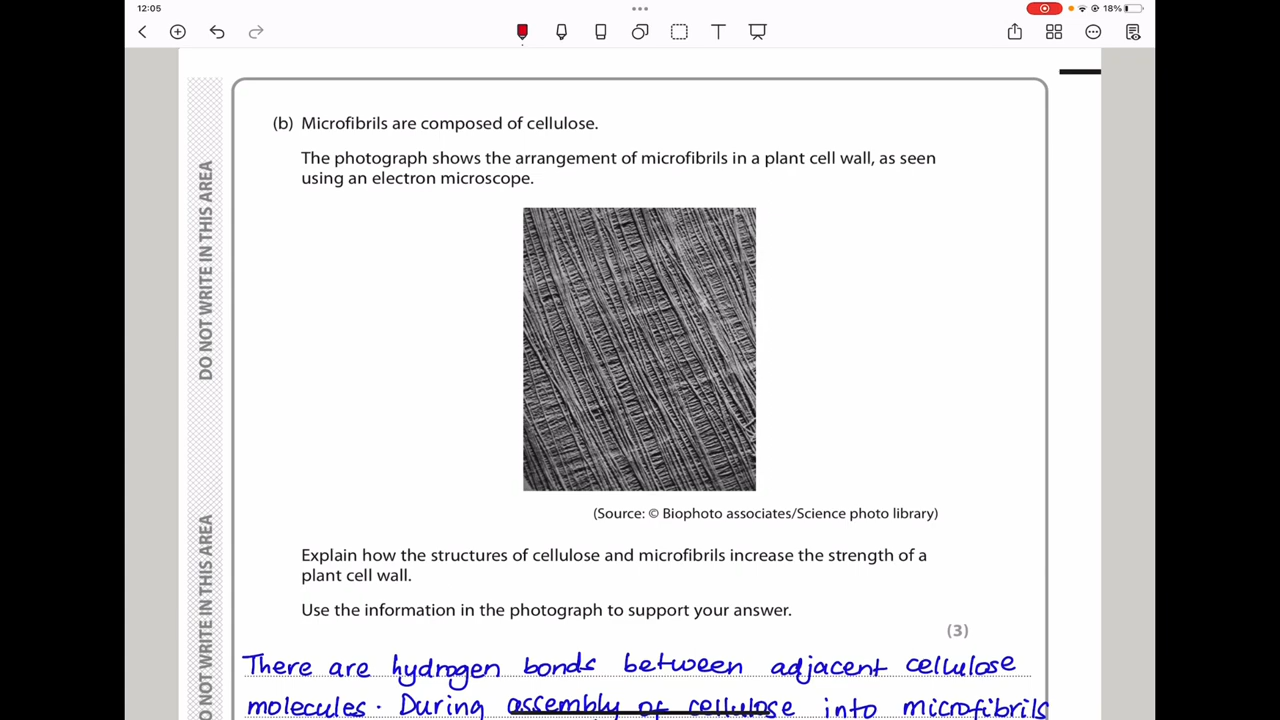 12:05
18%
(b) Microfibrils are composed of cellulose.
The photograph shows the arrangement of microfibrils in a plant cell wall, as seen
using an electron microscope.
(Source: © Biophoto associates/Science photo library)
Explain how the structures of cellulose and microfibrils increase the strength of a
plant cell wall.
Use the information in the photograph to support your answer.
(3)
There are hydrogen bonds between adjacent cellulose
molecules. During assembly of cellulose into microfibrils
DO NOT WRITE IN THIS AREA
O NOT WRITE IN THIS AREA